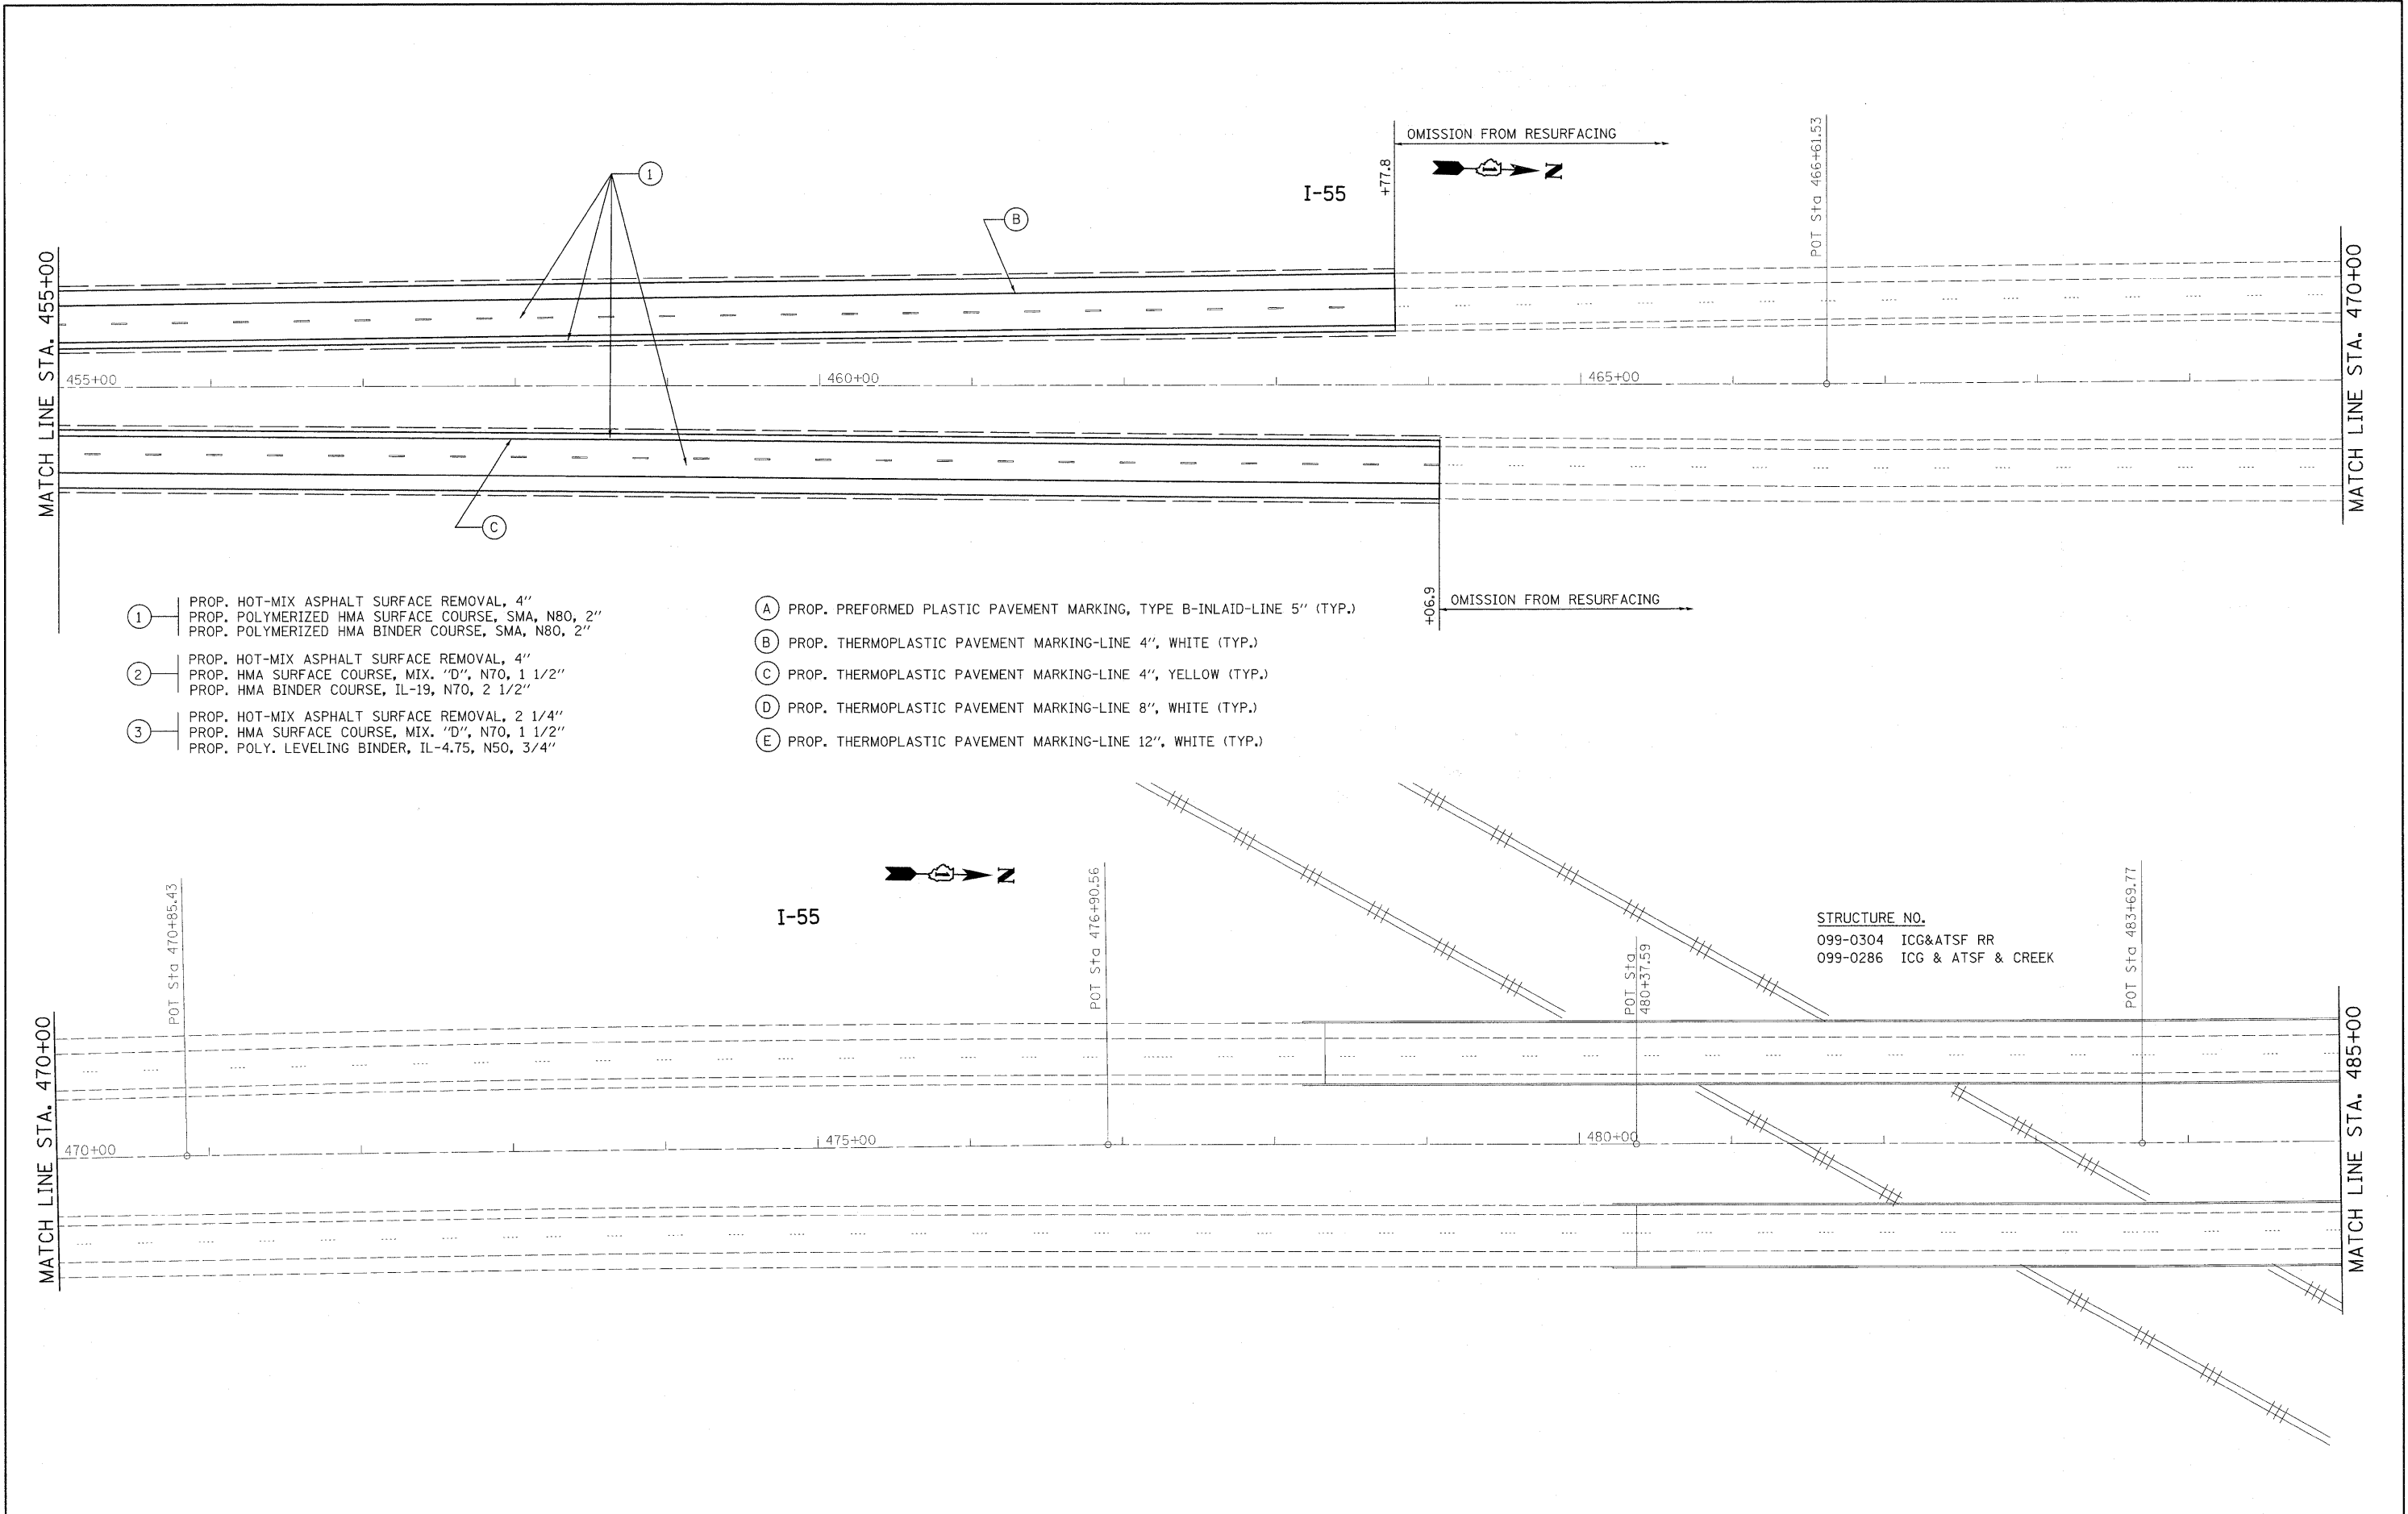 OMISSION FROM RESURFACING
I-55
+77.8
N
POT Sta 466+61.53
1
B
MATCH LINE STA. 455+00
455+00
460+00
465+00
MATCH LINE STA. 470+00
C
+06.9
OMISSION FROM RESURFACING
1
PROP. HOT-MIX ASPHALT SURFACE REMOVAL, 4"
PROP. POLYMERIZED HMA SURFACE COURSE, SMA, N80, 2"
PROP. POLYMERIZED HMA BINDER COURSE, SMA, N80, 2"
2
PROP. HOT-MIX ASPHALT SURFACE REMOVAL, 4"
PROP. HMA SURFACE COURSE, MIX. "D", N70, 1 1/2"
PROP. HMA BINDER COURSE, IL-19, N70, 2 1/2"
3
PROP. HOT-MIX ASPHALT SURFACE REMOVAL, 2 1/4"
PROP. HMA SURFACE COURSE, MIX. "D", N70, 1 1/2"
PROP. POLY. LEVELING BINDER, IL-4.75, N50, 3/4"
A PROP. PREFORMED PLASTIC PAVEMENT MARKING, TYPE B-INLAID-LINE 5" (TYP.)
B PROP. THERMOPLASTIC PAVEMENT MARKING-LINE 4", WHITE (TYP.)
C PROP. THERMOPLASTIC PAVEMENT MARKING-LINE 4", YELLOW (TYP.)
D PROP. THERMOPLASTIC PAVEMENT MARKING-LINE 8", WHITE (TYP.)
E PROP. THERMOPLASTIC PAVEMENT MARKING-LINE 12", WHITE (TYP.)
N
I-55
POT Sta 470+85.43
POT Sta 476+90.56
POT Sta
480+37.59
POT Sta 483+69.77
STRUCTURE NO.
099-0304 ICG&ATSF RR
099-0286 ICG & ATSF & CREEK
MATCH LINE STA. 470+00
470+00
475+00
480+00
MATCH LINE STA. 485+00